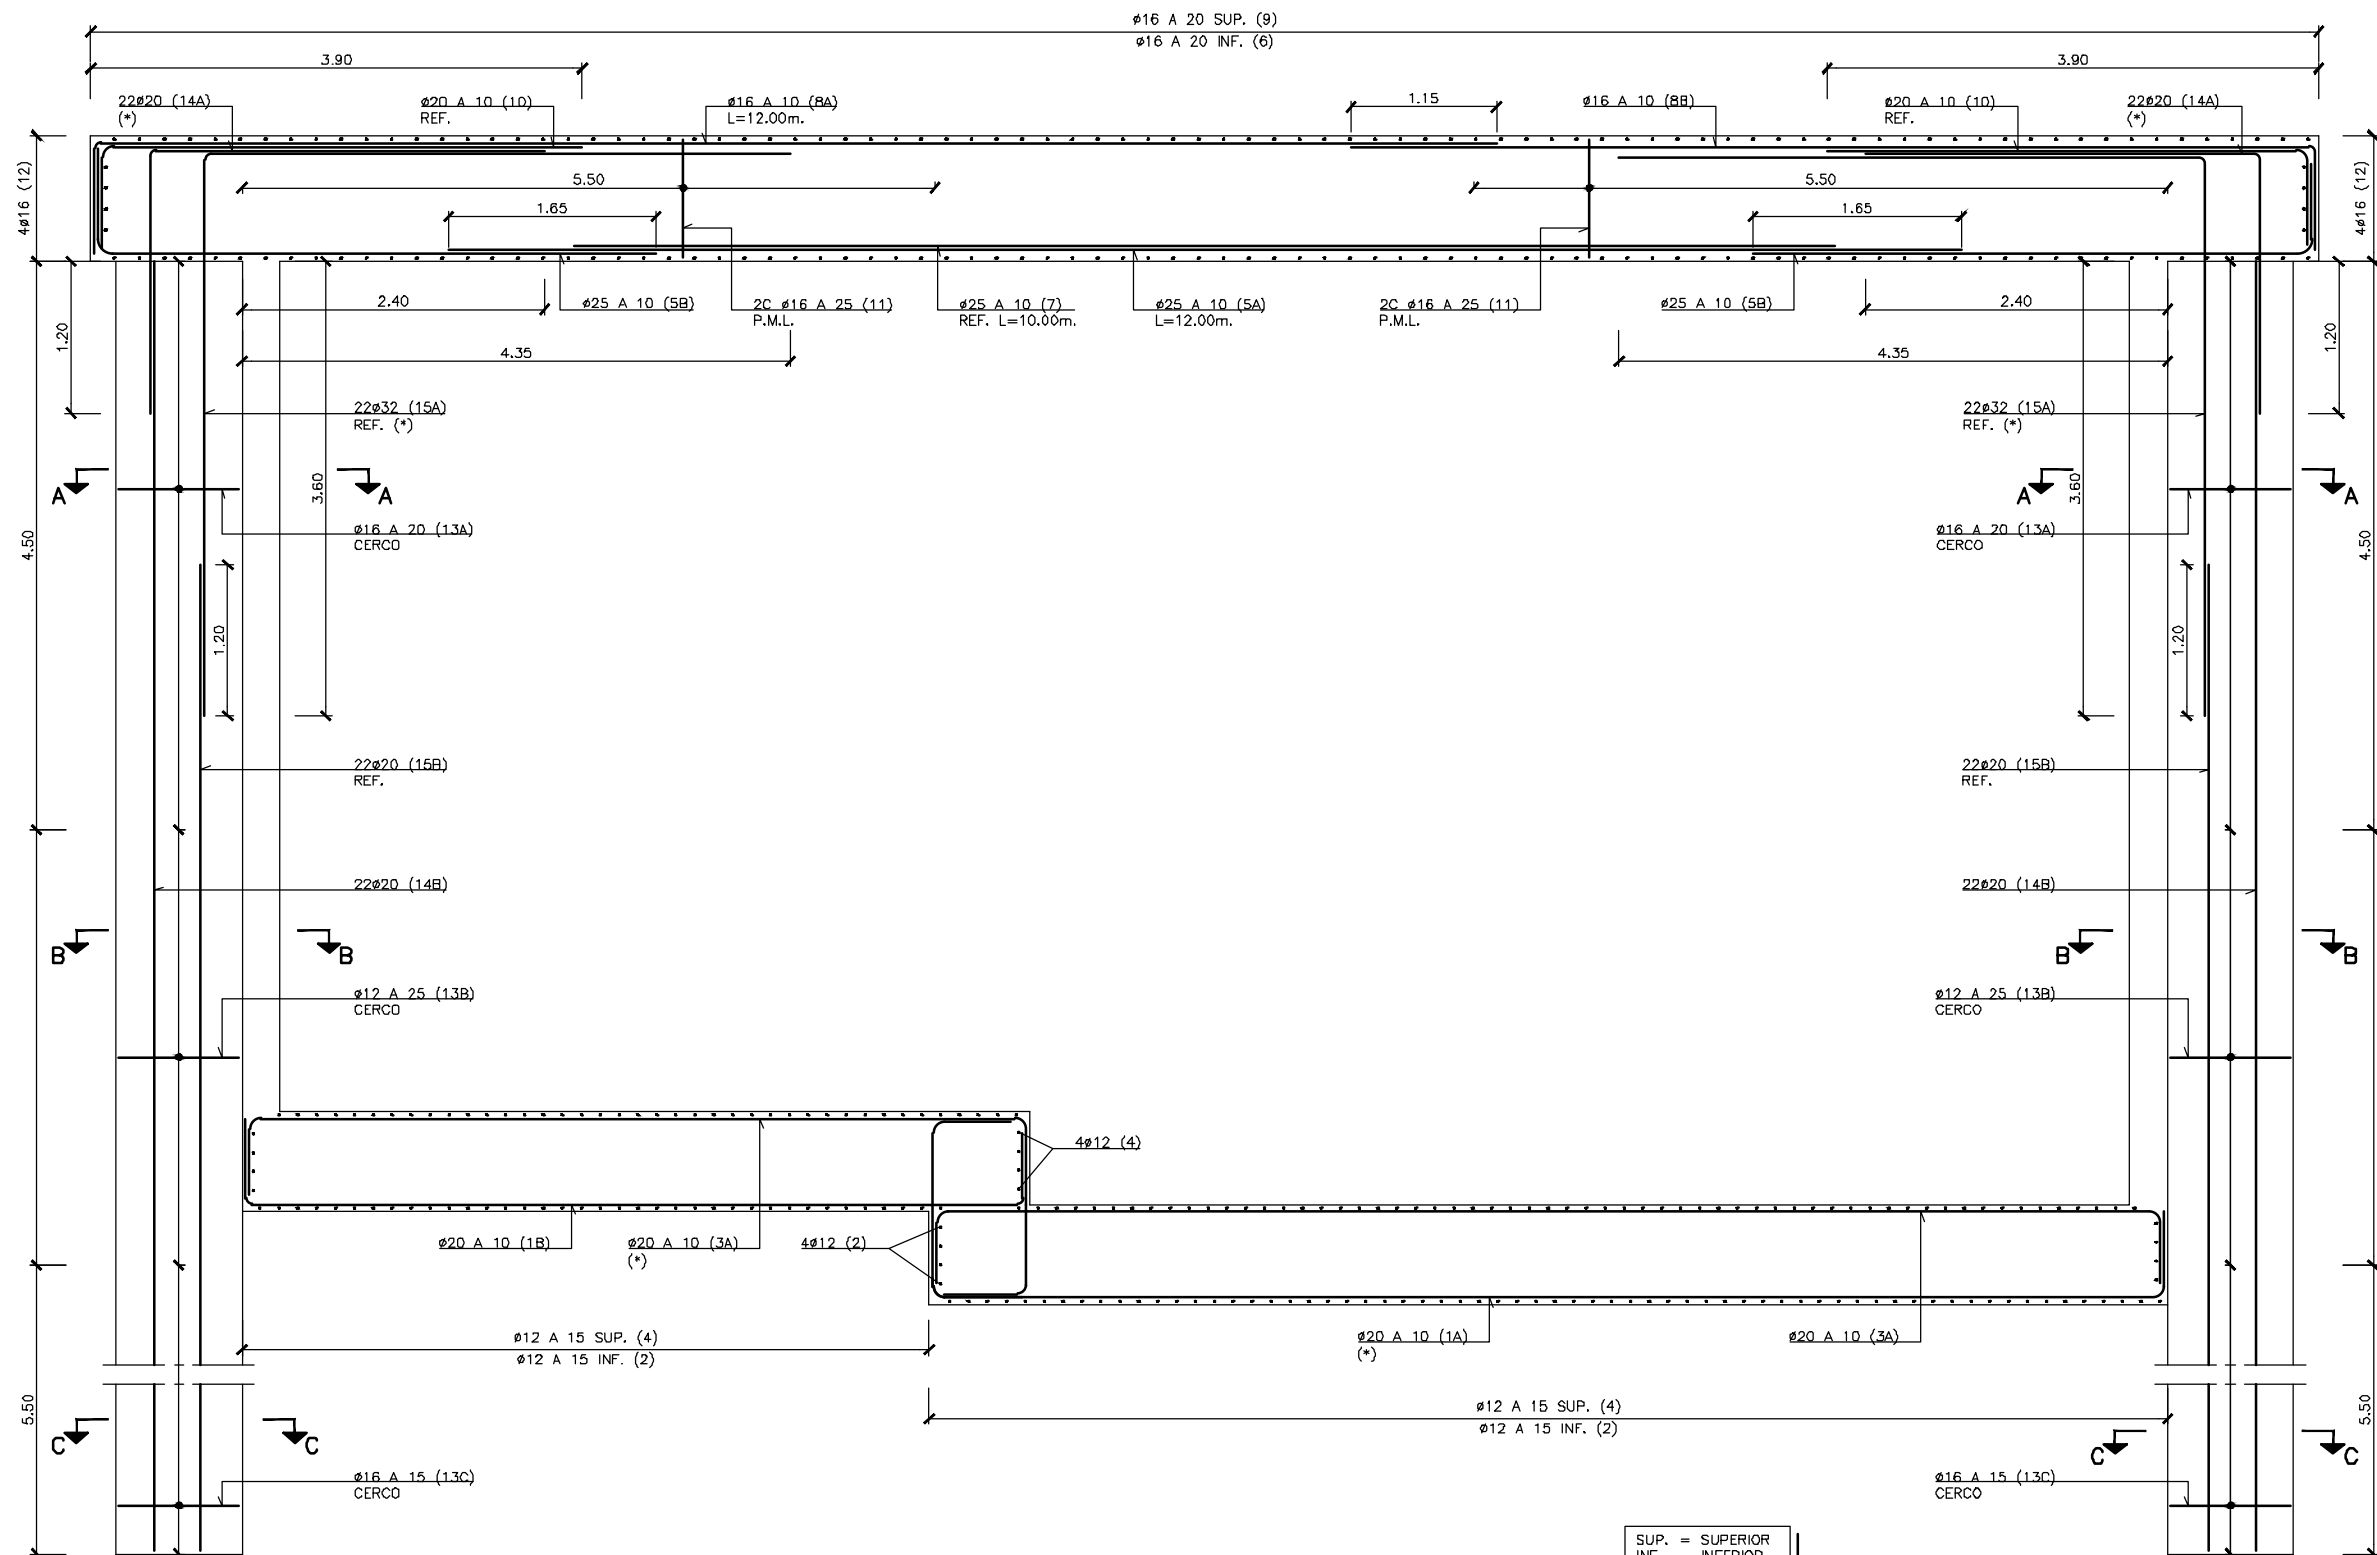 ø16 A 20 SUP. (9)
ø16 A 20 INF. (6)
3.90
3.90
22ø20 (14A)
(*)
ø20 A 10 (10)
REF.
ø16 A 10 (8A)
L=12.00m.
1.15
ø16 A 10 (8B)
ø20 A 10 (10)
REF.
22ø20 (14A)
(*)
4ø16 (12)
4ø16 (12)
5.50
5.50
1.65
1.65
2.40
ø25 A 10 (5B)
2C ø16 A 25 (11)
P.M.L.
ø25 A 10 (7)
REF. L=10.00m.
ø25 A 10 (5A)
L=12.00m.
2C ø16 A 25 (11)
P.M.L.
ø25 A 10 (5B)
2.40
1.20
1.20
4.35
4.35
22ø32 (15A)
REF. (*)
22ø32 (15A)
REF. (*)
A
A
3.60
A
3.60
A
ø16 A 20 (13A)
CERCO
ø16 A 20 (13A)
CERCO
4.50
4.50
1.20
1.20
22ø20 (15B)
REF.
22ø20 (15B)
REF.
22ø20 (14B)
22ø20 (14B)
B
B
B
B
ø12 A 25 (13B)
CERCO
ø12 A 25 (13B)
CERCO
4ø12 (4)
ø20 A 10 (1B)
ø20 A 10 (3A)
(*)
4ø12 (2)
ø12 A 15 SUP. (4)
ø12 A 15 INF. (2)
ø20 A 10 (1A)
(*)
ø20 A 10 (3A)
5.50
5.50
ø12 A 15 SUP. (4)
ø12 A 15 INF. (2)
C
C
C
C
ø16 A 15 (13C)
CERCO
ø16 A 15 (13C)
CERCO
SUP. = SUPERIOR